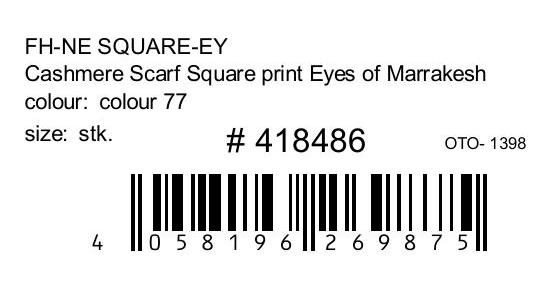 FH-NE SQUARE-EY
Cashmere Scarf Square print Eyes of Marrakesh
colour:  colour 77
size:  stk.
# 418486
OTO- 1398
4 058196 269875